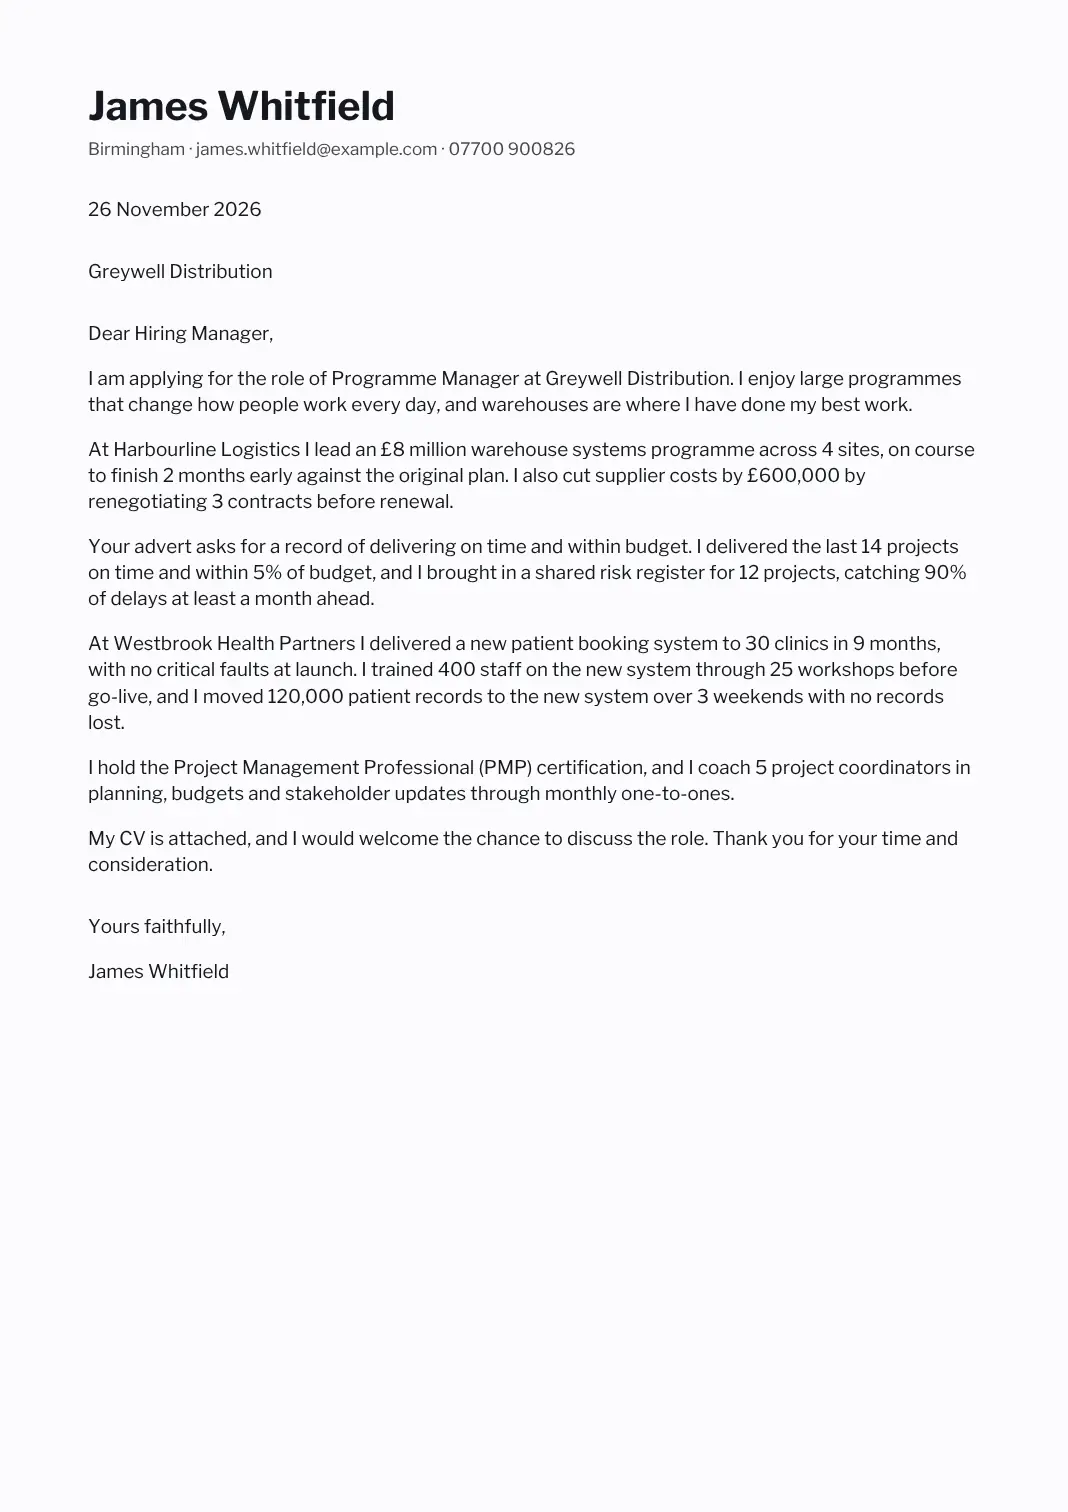 James Whitfield
Birmingham · james.whitfield@example.com · 07700 900826
26 November 2026
Greywell Distribution
Dear Hiring Manager,
I am applying for the role of Programme Manager at Greywell Distribution. I enjoy large programmes
that change how people work every day, and warehouses are where I have done my best work.
At Harbourline Logistics I lead an £8 million warehouse systems programme across 4 sites, on course
to finish 2 months early against the original plan. I also cut supplier costs by £600,000 by
renegotiating 3 contracts before renewal.
Your advert asks for a record of delivering on time and within budget. I delivered the last 14 projects
on time and within 5% of budget, and I brought in a shared risk register for 12 projects, catching 90%
of delays at least a month ahead.
At Westbrook Health Partners I delivered a new patient booking system to 30 clinics in 9 months,
with no critical faults at launch. I trained 400 staff on the new system through 25 workshops before
go-live, and I moved 120,000 patient records to the new system over 3 weekends with no records
lost.
I hold the Project Management Professional (PMP) certification, and I coach 5 project coordinators in
planning, budgets and stakeholder updates through monthly one-to-ones.
My CV is attached, and I would welcome the chance to discuss the role. Thank you for your time and
consideration.
Yours faithfully,
James Whitfield